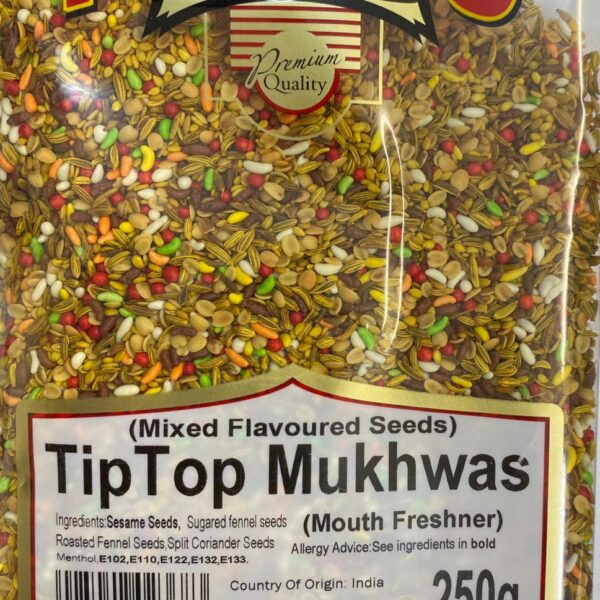 Premium
Quality
(Mixed Flavoured Seeds)
TipTop Mukhwas
Ingredients:Sesame Seeds, Sugared fennel seeds
(Mouth Freshner)
Roasted Fennel Seeds,Split Coriander Seeds
Allergy Advice:See ingredients in bold
Menthol,E102,E110,E122,E132,E133.
Country Of Origin: India
250g